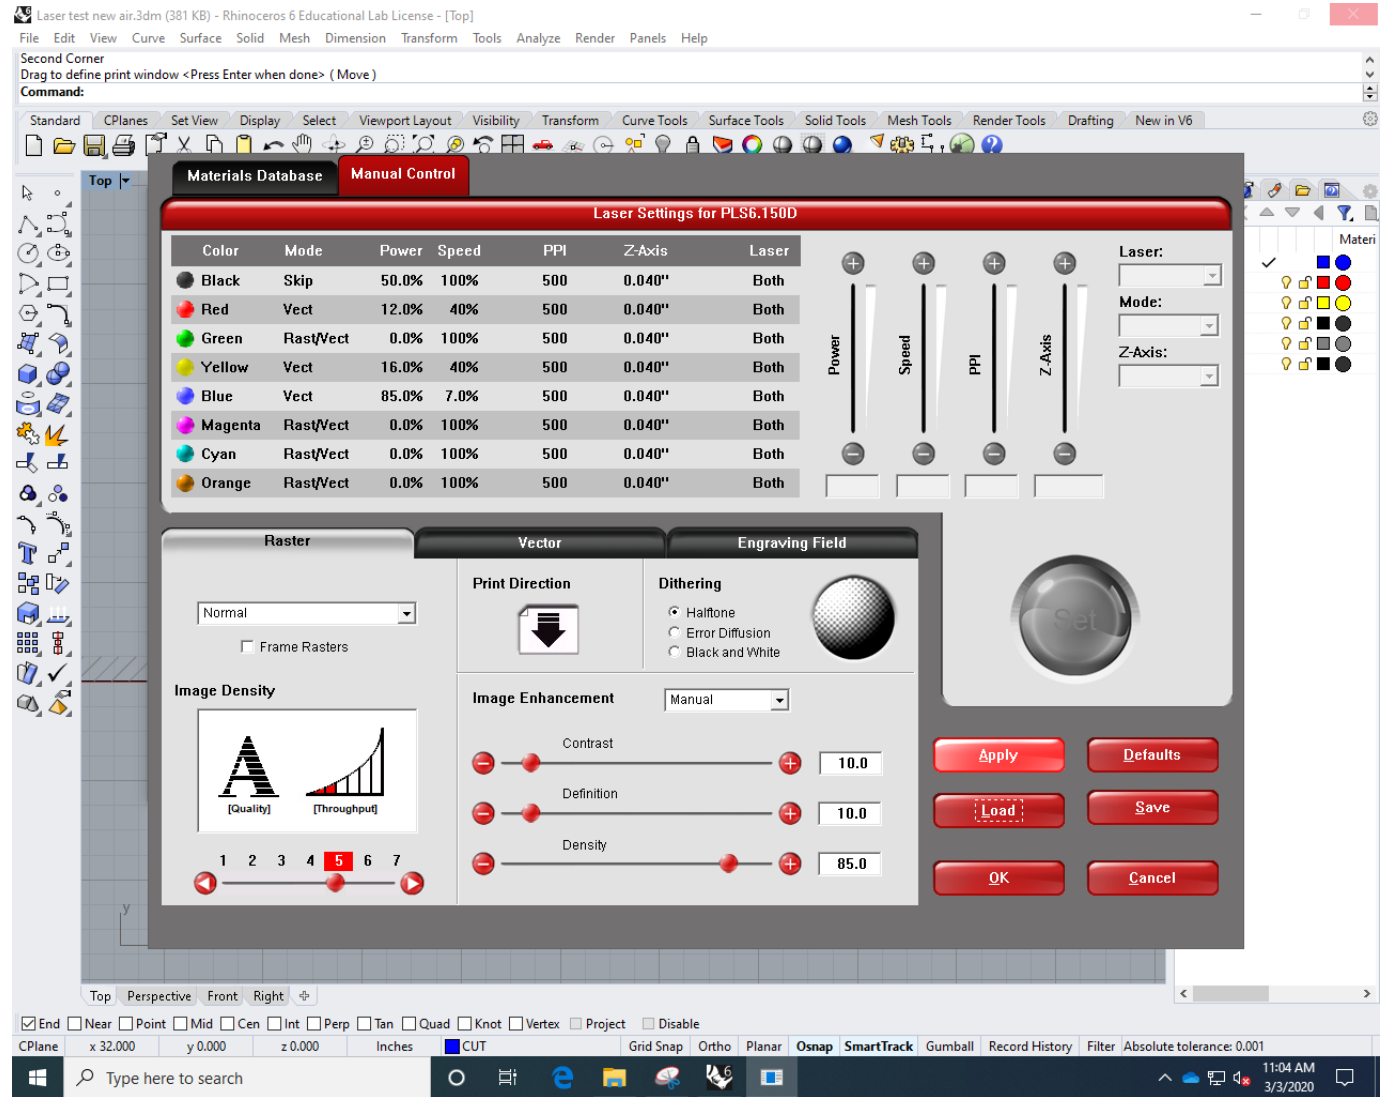 Laser test new air.3dm (381 KB) - Rhinoceros 6 Educational Lab License - [Top]
File Edit View Curve Surface Solid Mesh Dimension Transform Tools Analyze Render Panels Help
Second Corner
Drag to define print window <Press Enter when done> ( Move )
Command:
Standard CPlanes Set View Display Select Viewport Layout Visibility Transform Curve Tools Surface Tools Solid Tools Mesh Tools Render Tools Drafting New in V6
Top
Materials Database Manual Control
Laser Settings for PLS6.150D
Color Mode Power Speed PPI Z-Axis Laser
Black Skip 50.0% 100% 500 0.040" Both
Red Vect 12.0% 40% 500 0.040" Both
Green Rast/Vect 0.0% 100% 500 0.040" Both
Yellow Vect 16.0% 40% 500 0.040" Both
Blue Vect 85.0% 7.0% 500 0.040" Both
Magenta Rast/Vect 0.0% 100% 500 0.040" Both
Cyan Rast/Vect 0.0% 100% 500 0.040" Both
Orange Rast/Vect 0.0% 100% 500 0.040" Both
Power Speed PPI Z-Axis
Laser:
Mode:
Z-Axis:
Materi
Raster Vector Engraving Field
Normal
Frame Rasters
Print Direction
Dithering
Halftone
Error Diffusion
Black and White
Set
Image Density
A
[Quality] [Throughput]
1 2 3 4 5 6 7
Image Enhancement Manual
Contrast
10.0
Definition
10.0
Density
85.0
Apply Defaults
Load Save
OK Cancel
y
Top Perspective Front Right
End Near Point Mid Cen Int Perp Tan Quad Knot Vertex Project Disable
CPlane x 32.000 y 0.000 z 0.000 Inches CUT Grid Snap Ortho Planar Osnap SmartTrack Gumball Record History Filter Absolute tolerance: 0.001
Type here to search
6
11:04 AM
3/3/2020